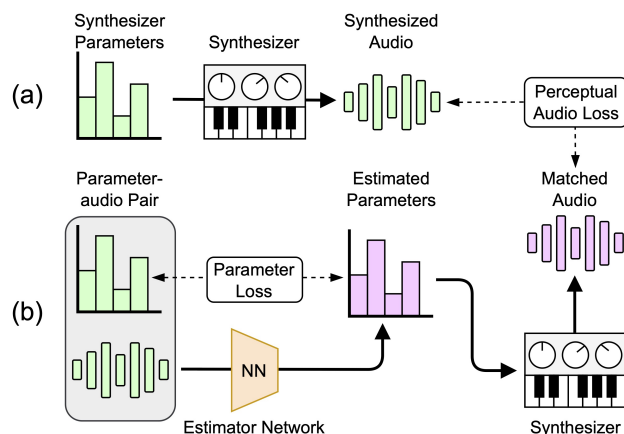 Synthesizer
Parameters
Synthesizer
Synthesized
Audio
(a)
Perceptual
Audio Loss
Parameter-
audio Pair
Estimated
Parameters
Matched
Audio
Parameter
Loss
(b)
NN
Estimator Network
Synthesizer